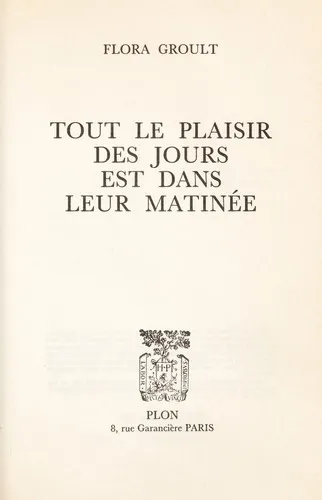 FLORA GROULT
TOUT LE PLAISIR
DES JOURS
EST DANS
LEUR MATINÉE
PLON
8, rue Garancière PARIS